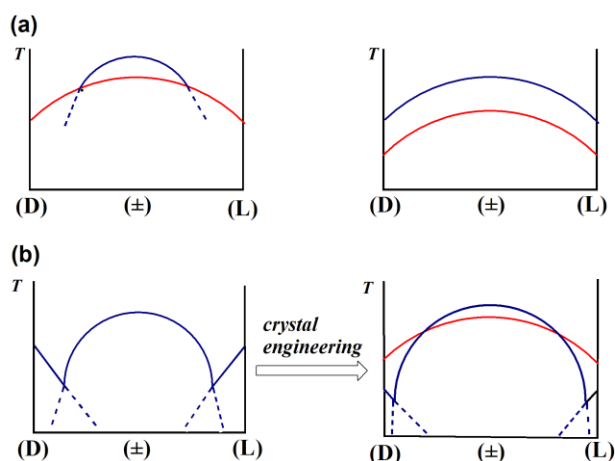 (a)
T
(D) (±) (L)
(D) (±) (L)
(b)
T
crystal
engineering
T
(D) (±) (L)
(D) (±) (L)